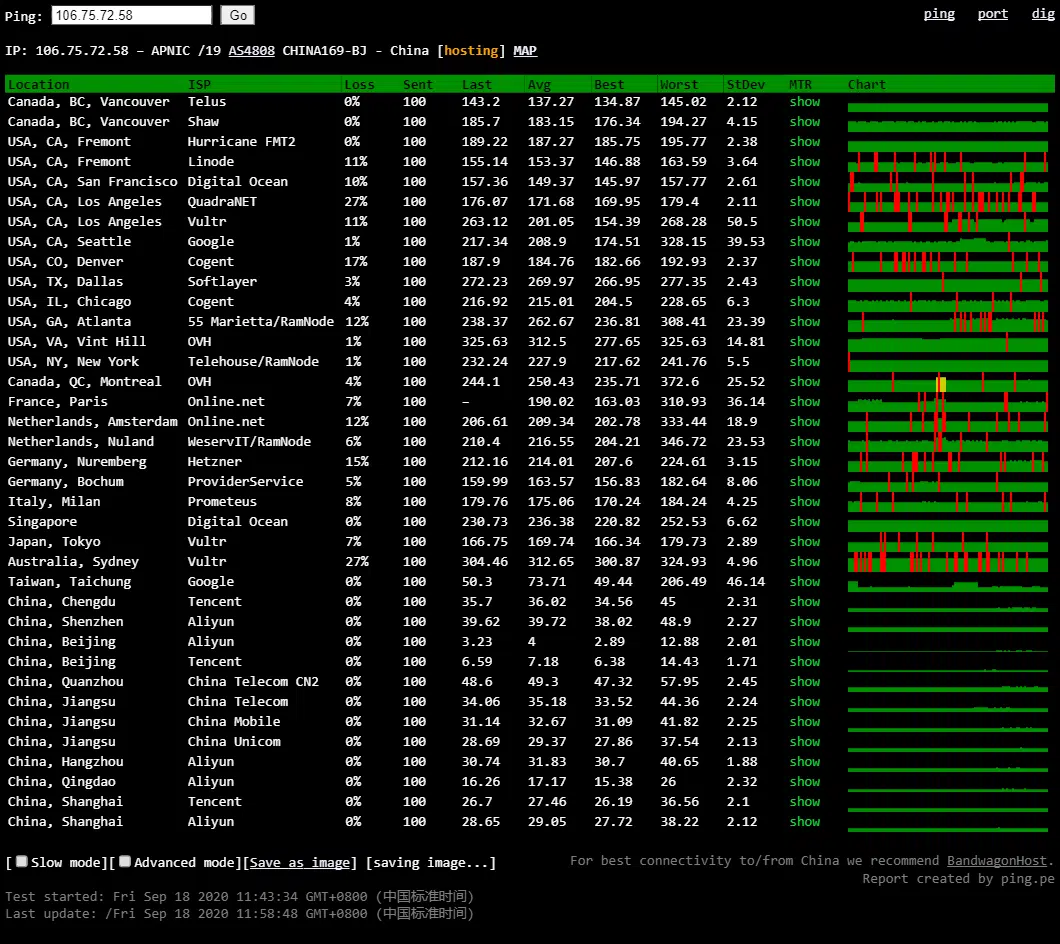 Ping: 106.75.72.58 Go ping port dig
IP: 106.75.72.58 – APNIC /19 AS4808 CHINA169-BJ - China [hosting] MAP
Location ISP Loss Sent Last Avg Best Worst StDev MTR Chart
Canada, BC, Vancouver Telus 0% 100 143.2 137.27 134.87 145.02 2.12 show
Canada, BC, Vancouver Shaw 0% 100 185.7 183.15 176.34 194.27 4.15 show
USA, CA, Fremont Hurricane FMT2 0% 100 189.22 187.27 185.75 195.77 2.38 show
USA, CA, Fremont Linode 11% 100 155.14 153.37 146.88 163.59 3.64 show
USA, CA, San Francisco Digital Ocean 10% 100 157.36 149.37 145.97 157.77 2.61 show
USA, CA, Los Angeles QuadraNET 27% 100 176.07 171.68 169.95 179.4 2.11 show
USA, CA, Los Angeles Vultr 11% 100 263.12 201.05 154.39 268.28 50.5 show
USA, CA, Seattle Google 1% 100 217.34 208.9 174.51 328.15 39.53 show
USA, CO, Denver Cogent 17% 100 187.9 184.76 182.66 192.93 2.37 show
USA, TX, Dallas Softlayer 3% 100 272.23 269.97 266.95 277.35 2.43 show
USA, IL, Chicago Cogent 4% 100 216.92 215.01 204.5 228.65 6.3 show
USA, GA, Atlanta 55 Marietta/RamNode 12% 100 238.37 262.67 236.81 308.41 23.39 show
USA, VA, Vint Hill OVH 1% 100 325.63 312.5 277.65 325.63 14.81 show
USA, NY, New York Telehouse/RamNode 1% 100 232.24 227.9 217.62 241.76 5.5 show
Canada, QC, Montreal OVH 4% 100 244.1 250.43 235.71 372.6 25.52 show
France, Paris Online.net 7% 100 – 190.02 163.03 310.93 36.14 show
Netherlands, Amsterdam Online.net 12% 100 206.61 209.34 202.78 333.44 18.9 show
Netherlands, Nuland WeservIT/RamNode 6% 100 210.4 216.55 204.21 346.72 23.53 show
Germany, Nuremberg Hetzner 15% 100 212.16 214.01 207.6 224.61 3.15 show
Germany, Bochum ProviderService 5% 100 159.99 163.57 156.83 182.64 8.06 show
Italy, Milan Prometeus 8% 100 179.76 175.06 170.24 184.24 4.25 show
Singapore Digital Ocean 0% 100 230.73 236.38 220.82 252.53 6.62 show
Japan, Tokyo Vultr 7% 100 166.75 169.74 166.34 179.73 2.89 show
Australia, Sydney Vultr 27% 100 304.46 312.65 300.87 324.93 4.96 show
Taiwan, Taichung Google 0% 100 50.3 73.71 49.44 206.49 46.14 show
China, Chengdu Tencent 0% 100 35.7 36.02 34.56 45 2.31 show
China, Shenzhen Aliyun 0% 100 39.62 39.72 38.02 48.9 2.27 show
China, Beijing Aliyun 0% 100 3.23 4 2.89 12.88 2.01 show
China, Beijing Tencent 0% 100 6.59 7.18 6.38 14.43 1.71 show
China, Quanzhou China Telecom CN2 0% 100 48.6 49.3 47.32 57.95 2.45 show
China, Jiangsu China Telecom 0% 100 34.06 35.18 33.52 44.36 2.24 show
China, Jiangsu China Mobile 0% 100 31.14 32.67 31.09 41.82 2.25 show
China, Jiangsu China Unicom 0% 100 28.69 29.37 27.86 37.54 2.13 show
China, Hangzhou Aliyun 0% 100 30.74 31.83 30.7 40.65 1.88 show
China, Qingdao Aliyun 0% 100 16.26 17.17 15.38 26 2.32 show
China, Shanghai Tencent 0% 100 26.7 27.46 26.19 36.56 2.1 show
China, Shanghai Aliyun 0% 100 28.65 29.05 27.72 38.22 2.12 show
[Slow mode][Advanced mode][Save as image] [saving image...] For best connectivity to/from China we recommend BandwagonHost.
Report created by ping.pe
Test started: Fri Sep 18 2020 11:43:34 GMT+0800 (中国标准时间)
Last update: /Fri Sep 18 2020 11:58:48 GMT+0800 (中国标准时间)